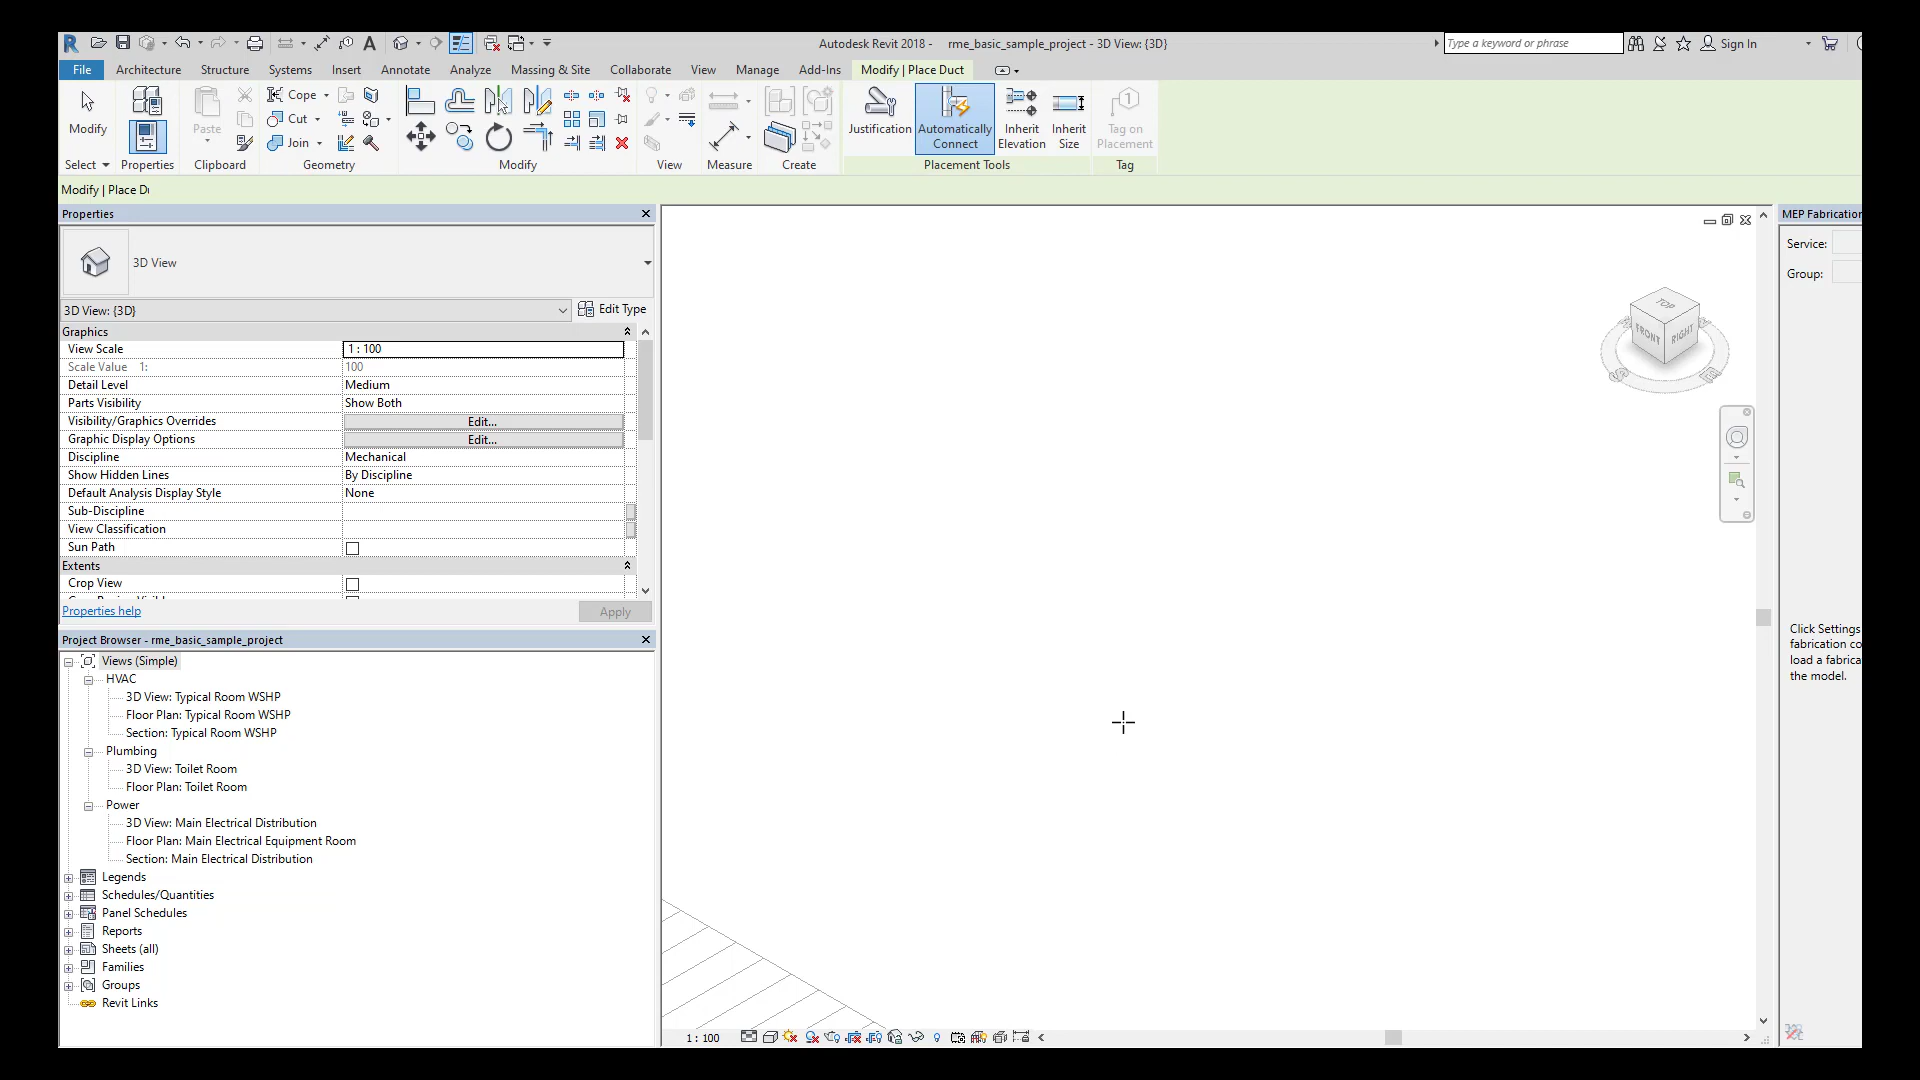 Autodesk Revit 2018 - rme_basic_sample_project - 3D View: {3D}
Type a keyword or phrase
Sign In
File Architecture Structure Systems Insert Annotate Analyze Massing & Site Collaborate View Manage Add-Ins Modify | Place Duct
Modify
Paste
Cope
Cut
Join
Justification
Automatically Connect
Inherit Elevation
Inherit Size
Tag on Placement
Select Properties Clipboard Geometry Modify View Measure Create Placement Tools Tag
Modify | Place Du
Properties
3D View
3D View: {3D} Edit Type
Graphics
View Scale 1 : 100
Scale Value 1: 100
Detail Level Medium
Parts Visibility Show Both
Visibility/Graphics Overrides Edit...
Graphic Display Options Edit...
Discipline Mechanical
Show Hidden Lines By Discipline
Default Analysis Display Style None
Sub-Discipline
View Classification
Sun Path
Extents
Crop View
Properties help Apply
Project Browser - rme_basic_sample_project
Views (Simple)
HVAC
3D View: Typical Room WSHP
Floor Plan: Typical Room WSHP
Section: Typical Room WSHP
Plumbing
3D View: Toilet Room
Floor Plan: Toilet Room
Power
3D View: Main Electrical Distribution
Floor Plan: Main Electrical Equipment Room
Section: Main Electrical Distribution
Legends
Schedules/Quantities
Panel Schedules
Reports
Sheets (all)
Families
Groups
Revit Links
TOP
FRONT
RIGHT
S
E
1 : 100
MEP Fabrication
Service:
Group:
Click Settings
fabrication co
load a fabrica
the model.